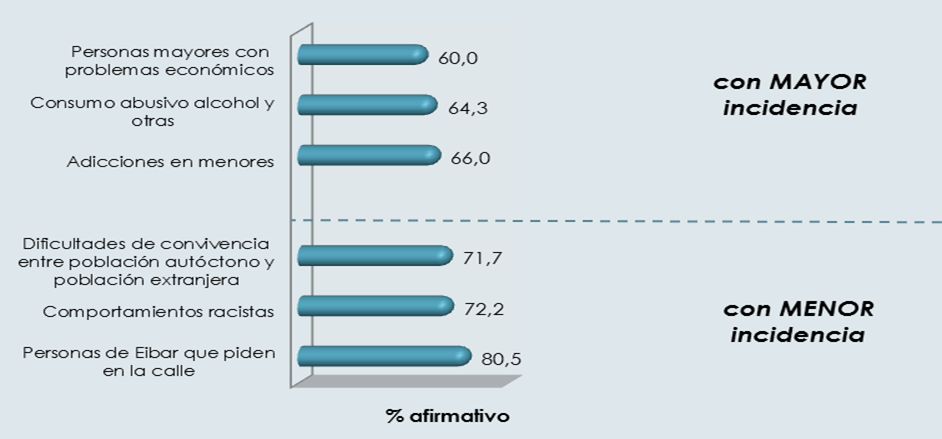 Personas mayores con
problemas económicos
60,0
Consumo abusivo alcohol y
otras
64,3
Adicciones en menores
66,0
con MAYOR
incidencia
Dificultades de convivencia
entre población autóctono y
población extranjera
71,7
Comportamientos racistas
72,2
Personas de Eibar que piden
en la calle
80,5
con MENOR
incidencia
% afirmativo